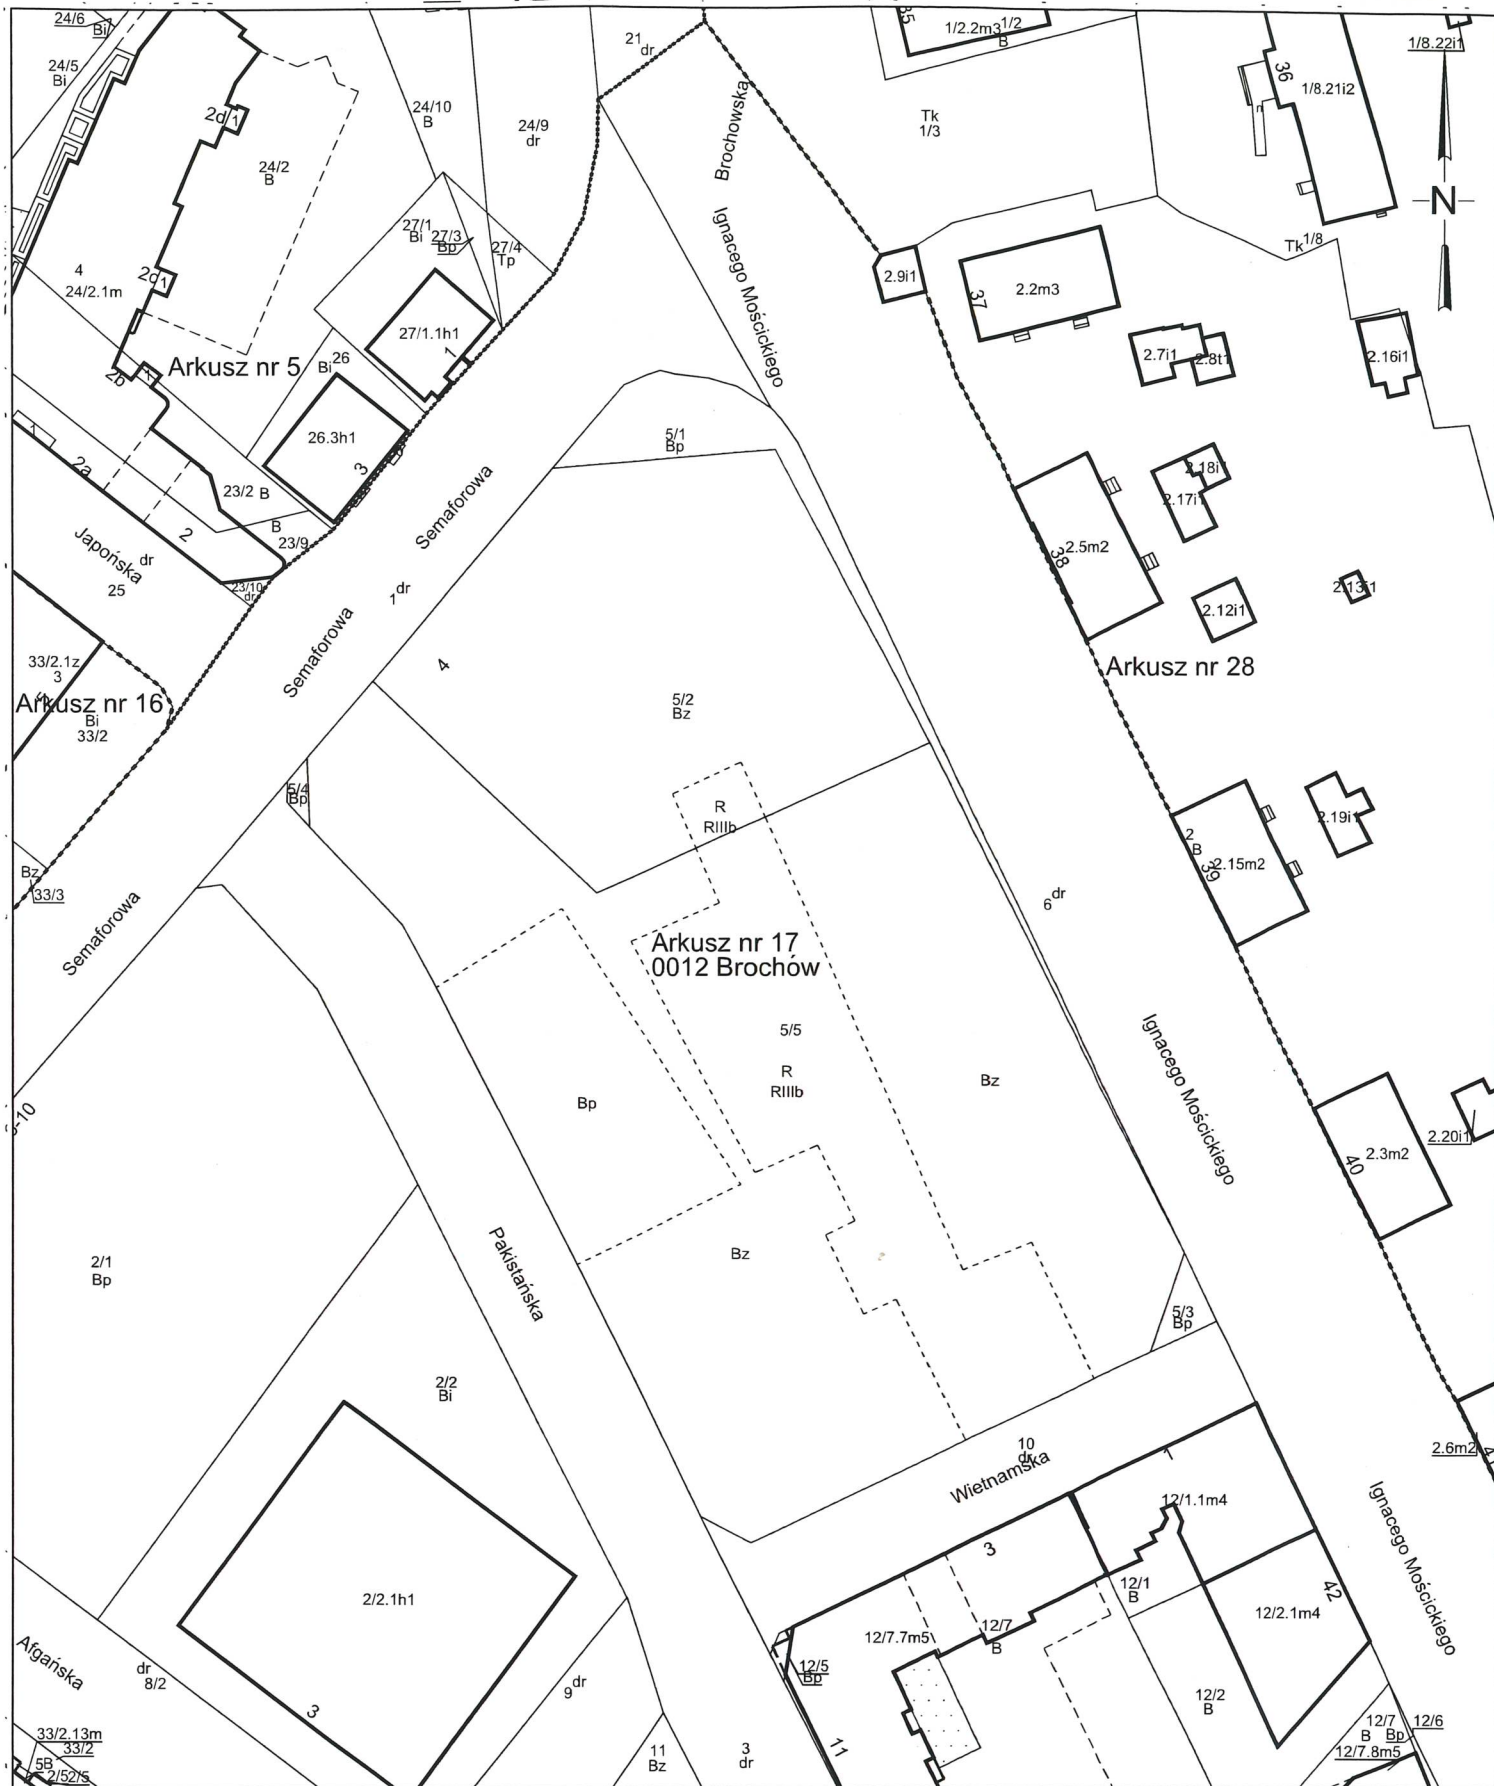 24/6
Bi
24/5
Bi
2d
1
24/2
B
4
24/2.1m
2c
1
2b
1
Arkusz nr 5
24/10
B
24/9
dr
21
dr
27/1
Bi
27/3
Bp
27/4
Tp
27/1.1h1
1
Bi
26
26.3h1
3
1
2a
2
23/2 B
B
23/9
23/10
dr
Japońska
dr
25
33/2.1z
3
Arkusz nr 16
Bi
33/2
Bz
33/3
Semaforowa
Semaforowa
Semaforowa
1
dr
4
Brochowska
Ignacego Mościckiego
35
1/2.2m3
1/2
B
Tk
1/3
36
1/8.21i2
1/8.22i1
N
Tk
1/8
2.9i1
37
2.2m3
2.7i1
2.8t1
2.16i1
2.17i1
2.5m2
38
2.12i1
Arkusz nr 28
5/1
Bp
5/2
Bz
5/4
Bp
R
RIIIb
2
B
39
2.15m2
2.19i1
6
dr
Arkusz nr 17
0012 Brochów
5/5
R
RIIIb
Bp
Bz
Bz
Ignacego Mościckiego
40
2.3m2
2.20i1
5/3
Bp
2/1
Bp
Pakistańska
2/2
Bi
2/2.1h1
3
10
dr
Wietnamska
2.6m2
1
12/1.1m4
3
12/1
B
12/2.1m4
42
Ignacego Mościckiego
12/7.7m5
12/7
B
12/5
Bp
11
12/2
B
12/7
B
Bp
12/6
12/7.8m5
Afgańska
dr
8/2
9
dr
11
Bz
3
dr
33/2.13m
33/2
5B